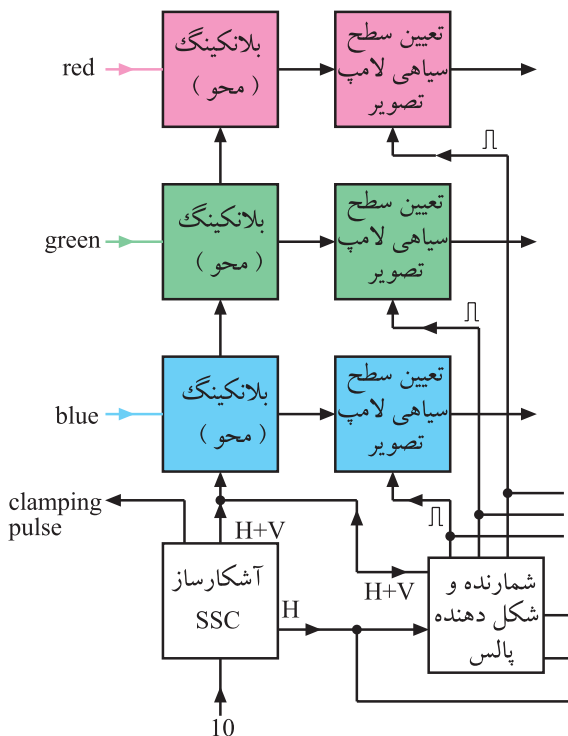 red
بلانکینگ
( محو )
تعیین سطح
سیاهی لامپ
تصویر
green
بلانکینگ
( محو )
تعیین سطح
سیاهی لامپ
تصویر
blue
بلانکینگ
( محو )
تعیین سطح
سیاهی لامپ
تصویر
clamping
pulse
H+V
آشکارساز
SSC
H
H+V
شمارنده و
شکل دهنده
پالس
10